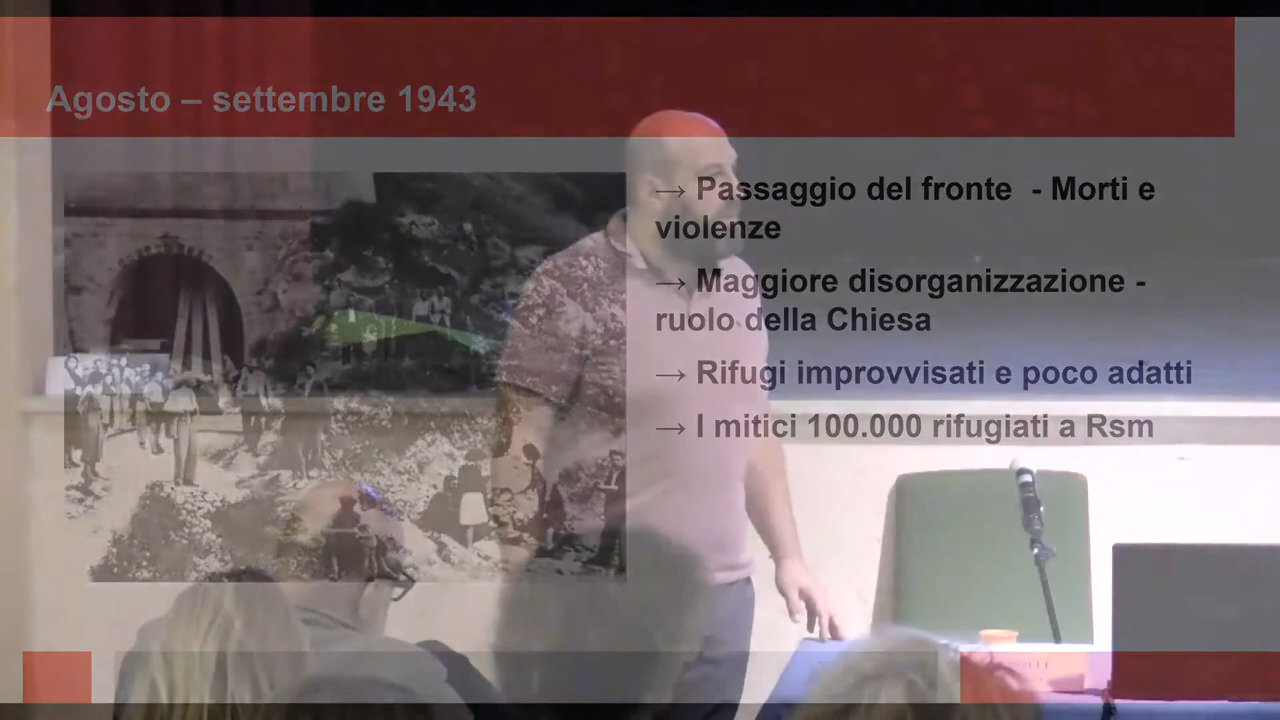 Agosto – settembre 1943
→ Passaggio del fronte - Morti e
violenze
→ Maggiore disorganizzazione -
ruolo della Chiesa
→ Rifugi improvvisati e poco adatti
→ I mitici 100.000 rifugiati a Rsm